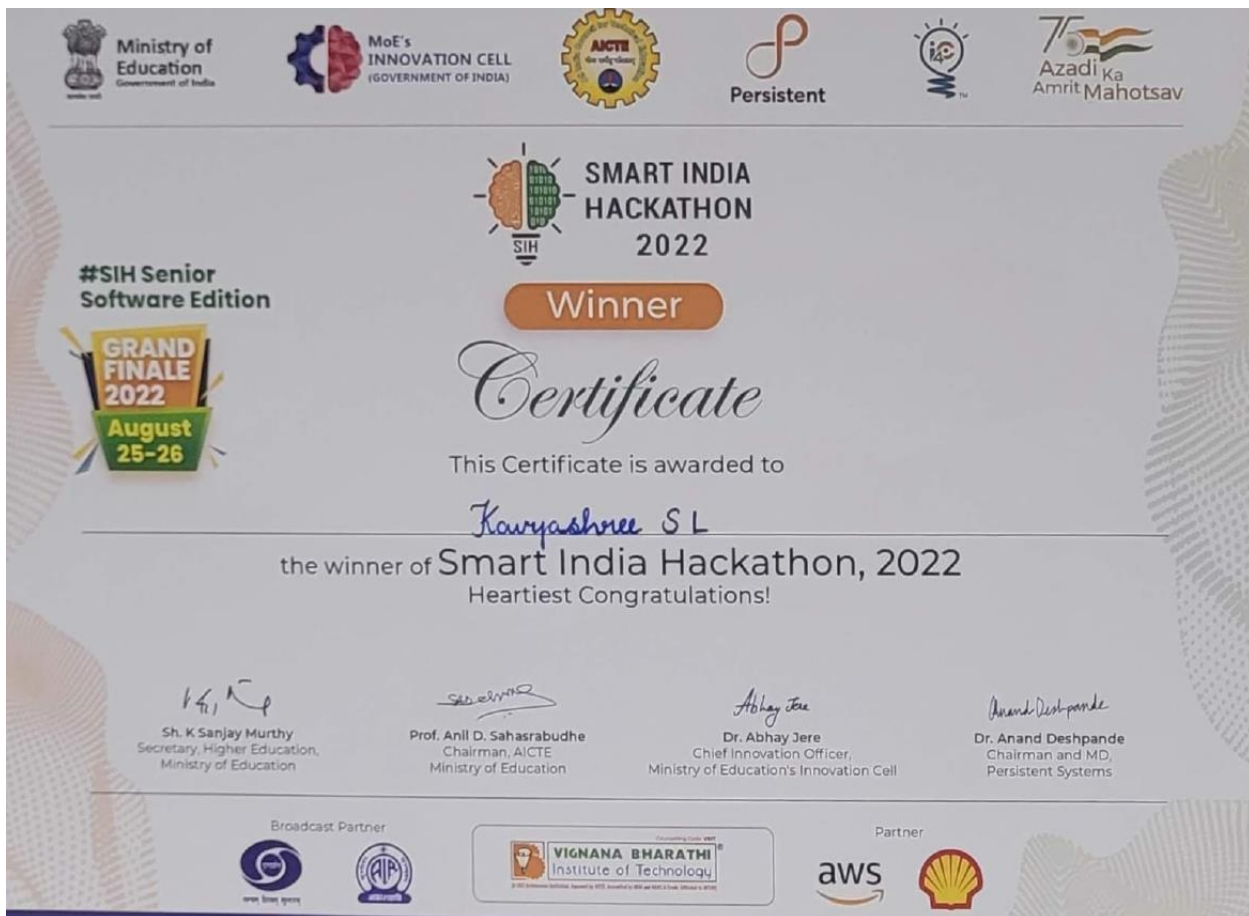 Ministry of
Education
Government of India
MoE's
INNOVATION CELL
(GOVERNMENT OF INDIA)
AICTE
Persistent
75
Azadi Ka
Amrit Mahotsav
SMART INDIA
HACKATHON
2022
SIH
#SIH Senior
Software Edition
Winner
GRAND
FINALE
2022
August
25-26
Certificate
This Certificate is awarded to
Kavyashree S L
the winner of Smart India Hackathon, 2022
Heartiest Congratulations!
Abhay Jere
Anand Deshpande
Sh. K Sanjay Murthy
Secretary, Higher Education,
Ministry of Education
Prof. Anil D. Sahasrabudhe
Chairman, AICTE
Ministry of Education
Dr. Abhay Jere
Chief Innovation Officer,
Ministry of Education's Innovation Cell
Dr. Anand Deshpande
Chairman and MD,
Persistent Systems
Broadcast Partner
AIR
VIGNANA BHARATHI
Institute of Technology
Partner
aws